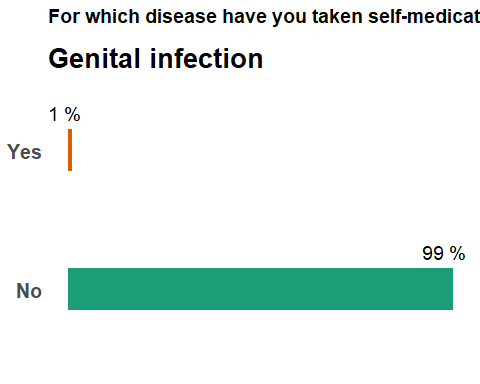 For which disease have you taken self-medicat
Genital infection
1 %
Yes
99 %
No